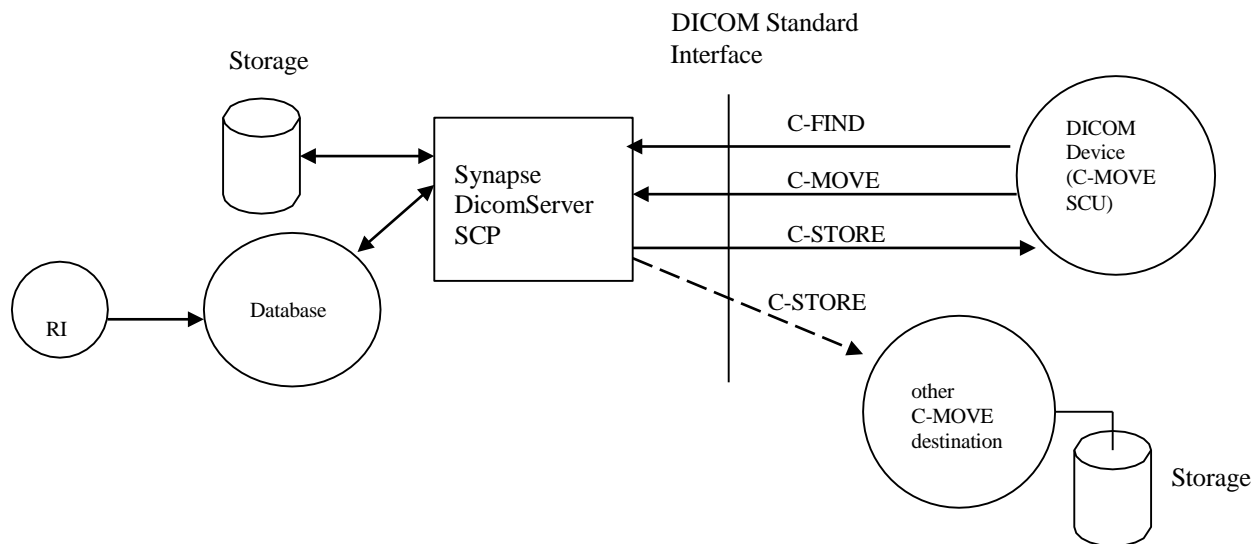 DICOM Standard
Interface
Storage
C-FIND
DICOM
Device
(C-MOVE
SCU)
Synapse
DicomServer
SCP
C-MOVE
C-STORE
C-STORE
Database
RI
other
C-MOVE
destination
Storage